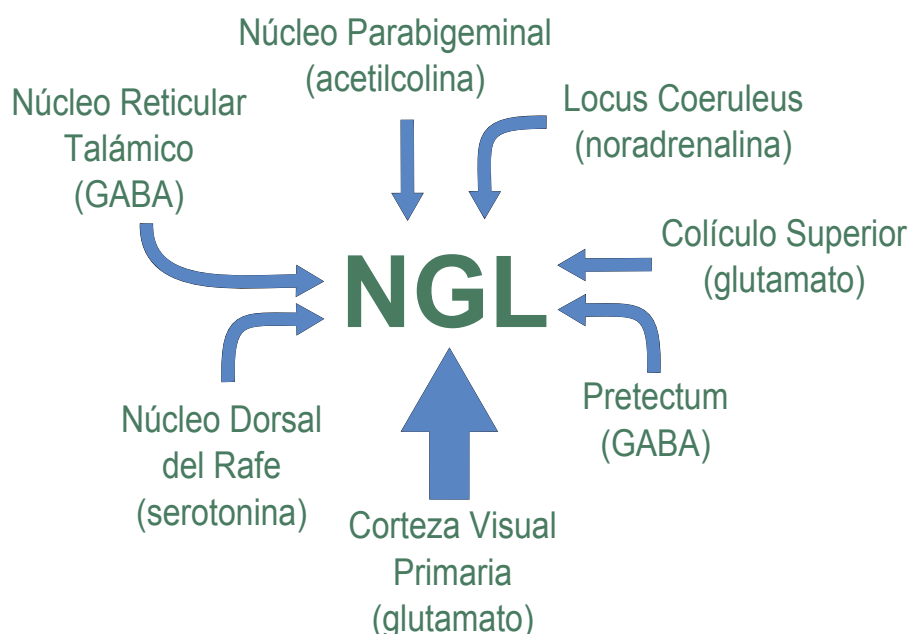 Núcleo Parabigeminal
(acetilcolina)
Núcleo Reticular
Talámico
(GABA)
Locus Coeruleus
(noradrenalina)
Colículo Superior
(glutamato)
NGL
Núcleo Dorsal
del Rafe
(serotonina)
Pretectum
(GABA)
Corteza Visual
Primaria
(glutamato)